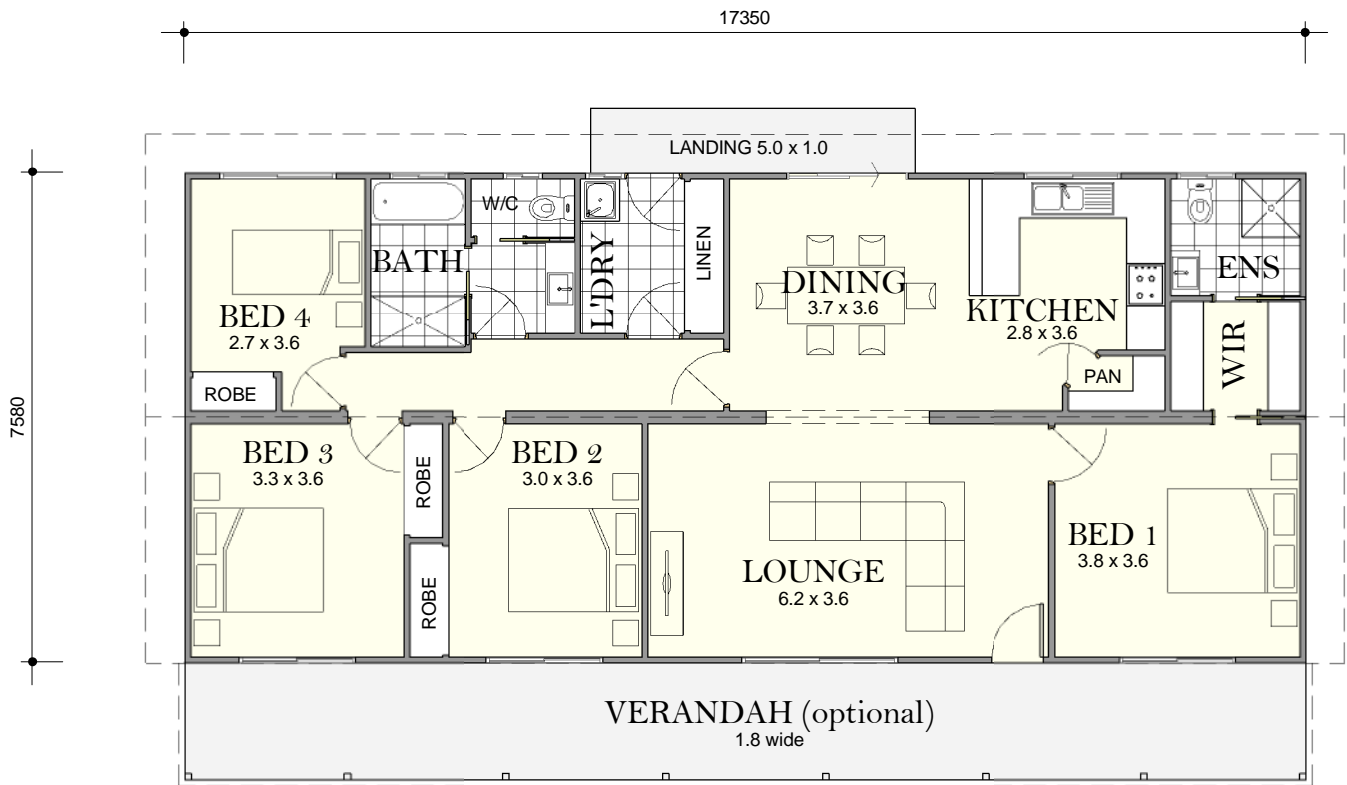 17350
LANDING 5.0 x 1.0
7580
W/C
BATH
L'DRY
LINEN
DINING
3.7 x 3.6
KITCHEN
2.8 x 3.6
ENS
BED 4
2.7 x 3.6
WIR
PAN
ROBE
BED 3
3.3 x 3.6
ROBE
BED 2
3.0 x 3.6
ROBE
LOUNGE
6.2 x 3.6
BED 1
3.8 x 3.6
VERANDAH (optional)
1.8 wide